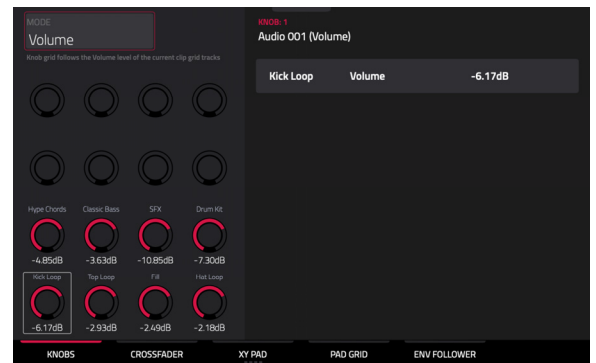 MODE
Volume
Knob grid follows the Volume level of the current clip grid tracks
KNOB: 1
Audio 001 (Volume)
Kick Loop Volume -6.17dB
Hype Chords Classic Bass SFX Drum Kit
-4.85dB -3.63dB -10.85dB -7.30dB
Kick Loop Top Loop Fill Hat Loop
-6.17dB -2.93dB -2.49dB -2.18dB
KNOBS CROSSFADER XY PAD PAD GRID ENV FOLLOWER